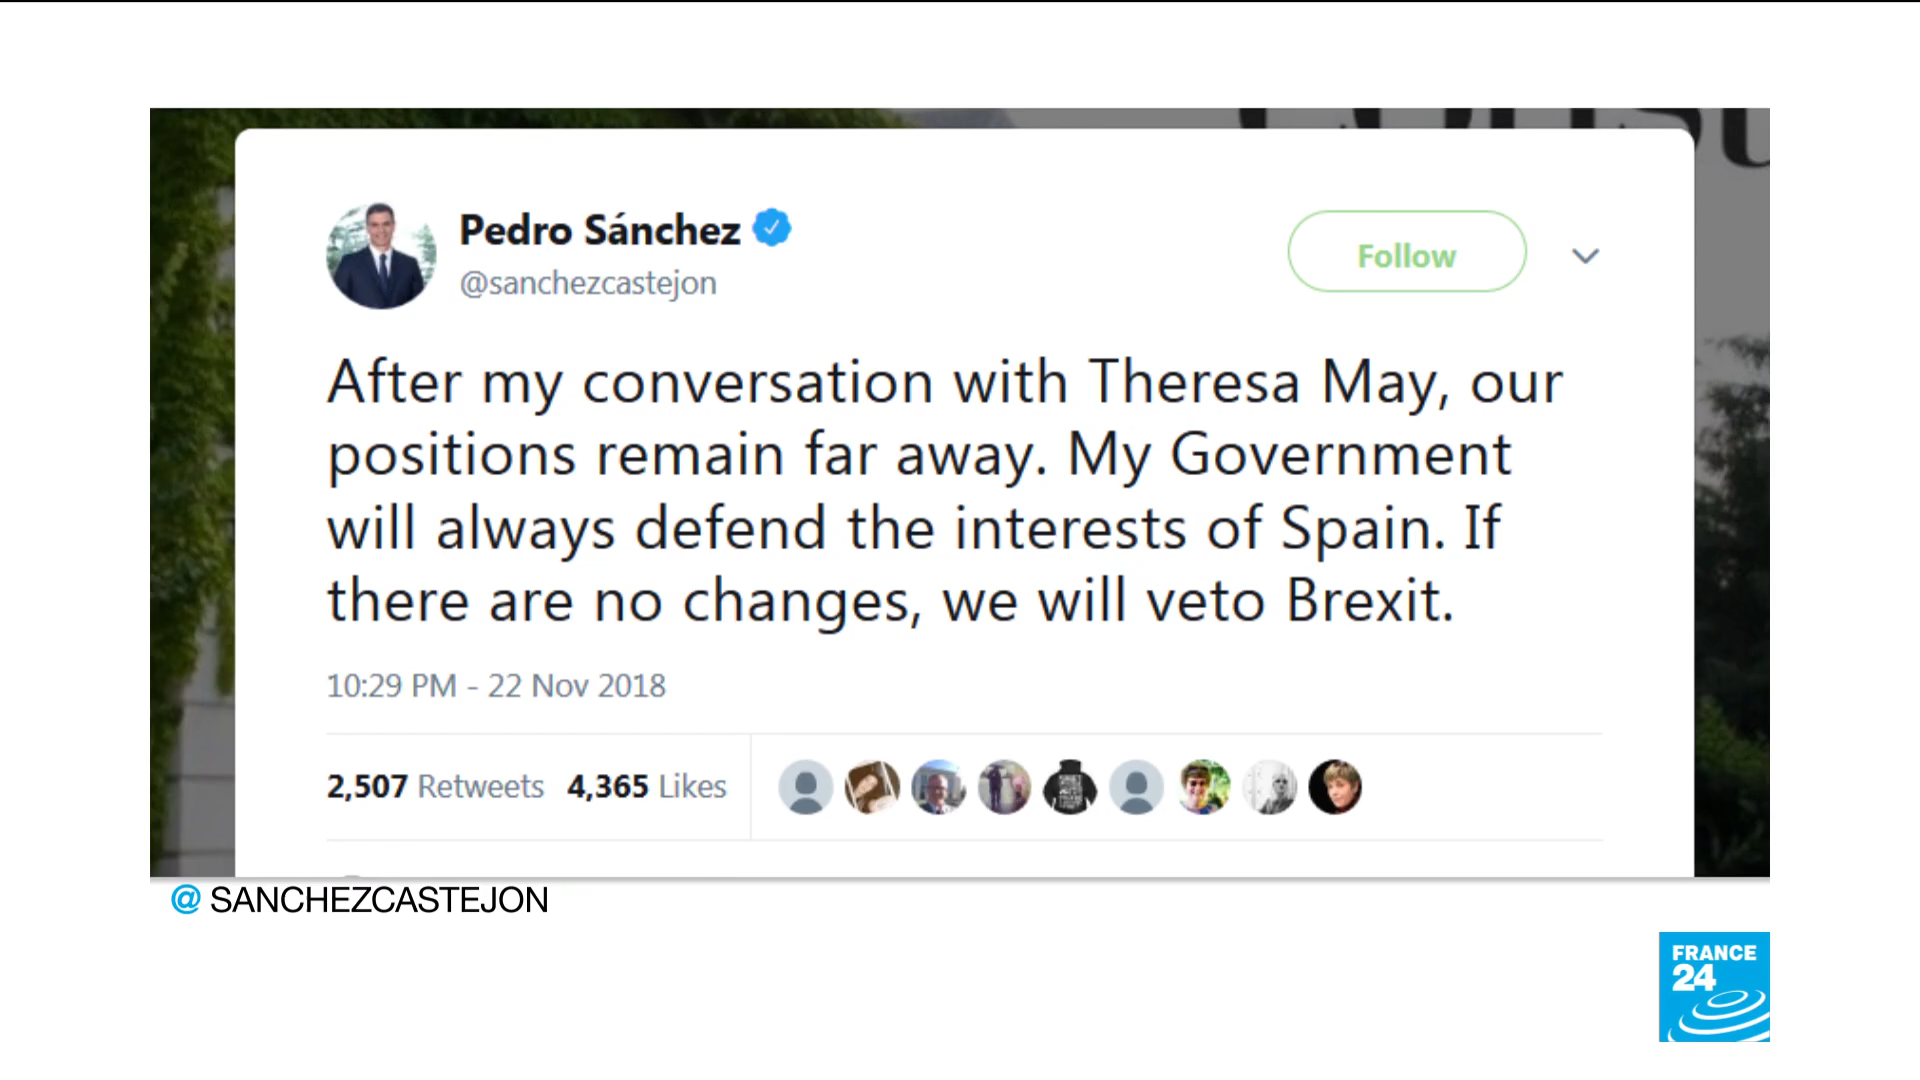 Pedro Sánchez
@sanchezcastejon
Follow
After my conversation with Theresa May, our
positions remain far away. My Government
will always defend the interests of Spain. If
there are no changes, we will veto Brexit.
10:29 PM - 22 Nov 2018
2,507 Retweets 4,365 Likes
@ SANCHEZCASTEJON
FRANCE
24